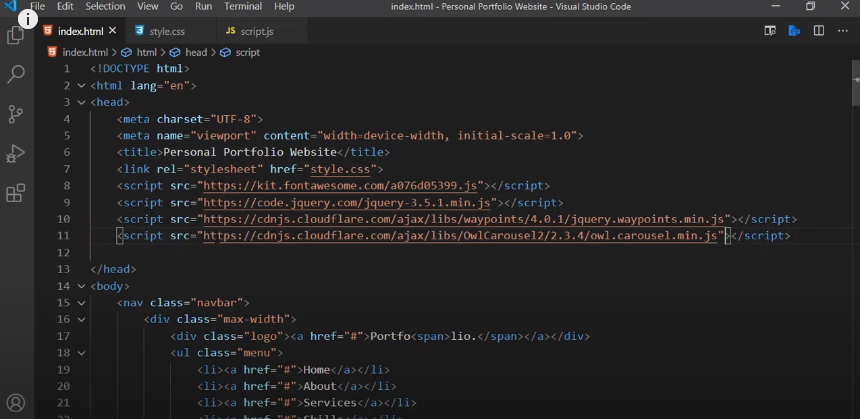 File Edit Selection View Go Run Terminal Help index.html - Personal Portfolio Website - Visual Studio Code
i
index.html style.css JS script.js
index.html > html > head > script
1 <!DOCTYPE html>
2 <html lang="en">
3 <head>
4 <meta charset="UTF-8">
5 <meta name="viewport" content="width=device-width, initial-scale=1.0">
6 <title>Personal Portfolio Website</title>
7 <link rel="stylesheet" href="style.css">
8 <script src="https://kit.fontawesome.com/a076d05399.js"></script>
9 <script src="https://code.jquery.com/jquery-3.5.1.min.js"></script>
10 <script src="https://cdnjs.cloudflare.com/ajax/libs/waypoints/4.0.1/jquery.waypoints.min.js"></script>
11 <script src="https://cdnjs.cloudflare.com/ajax/libs/OwlCarousel2/2.3.4/owl.carousel.min.js"></script>
12
13 </head>
14 <body>
15 <nav class="navbar">
16 <div class="max-width">
17 <div class="logo"><a href="#">Portfo<span>lio.</span></a></div>
18 <ul class="menu">
19 <li><a href="#">Home</a></li>
20 <li><a href="#">About</a></li>
21 <li><a href="#">Services</a></li>
22 <li><a href="#">Skills</a></li>